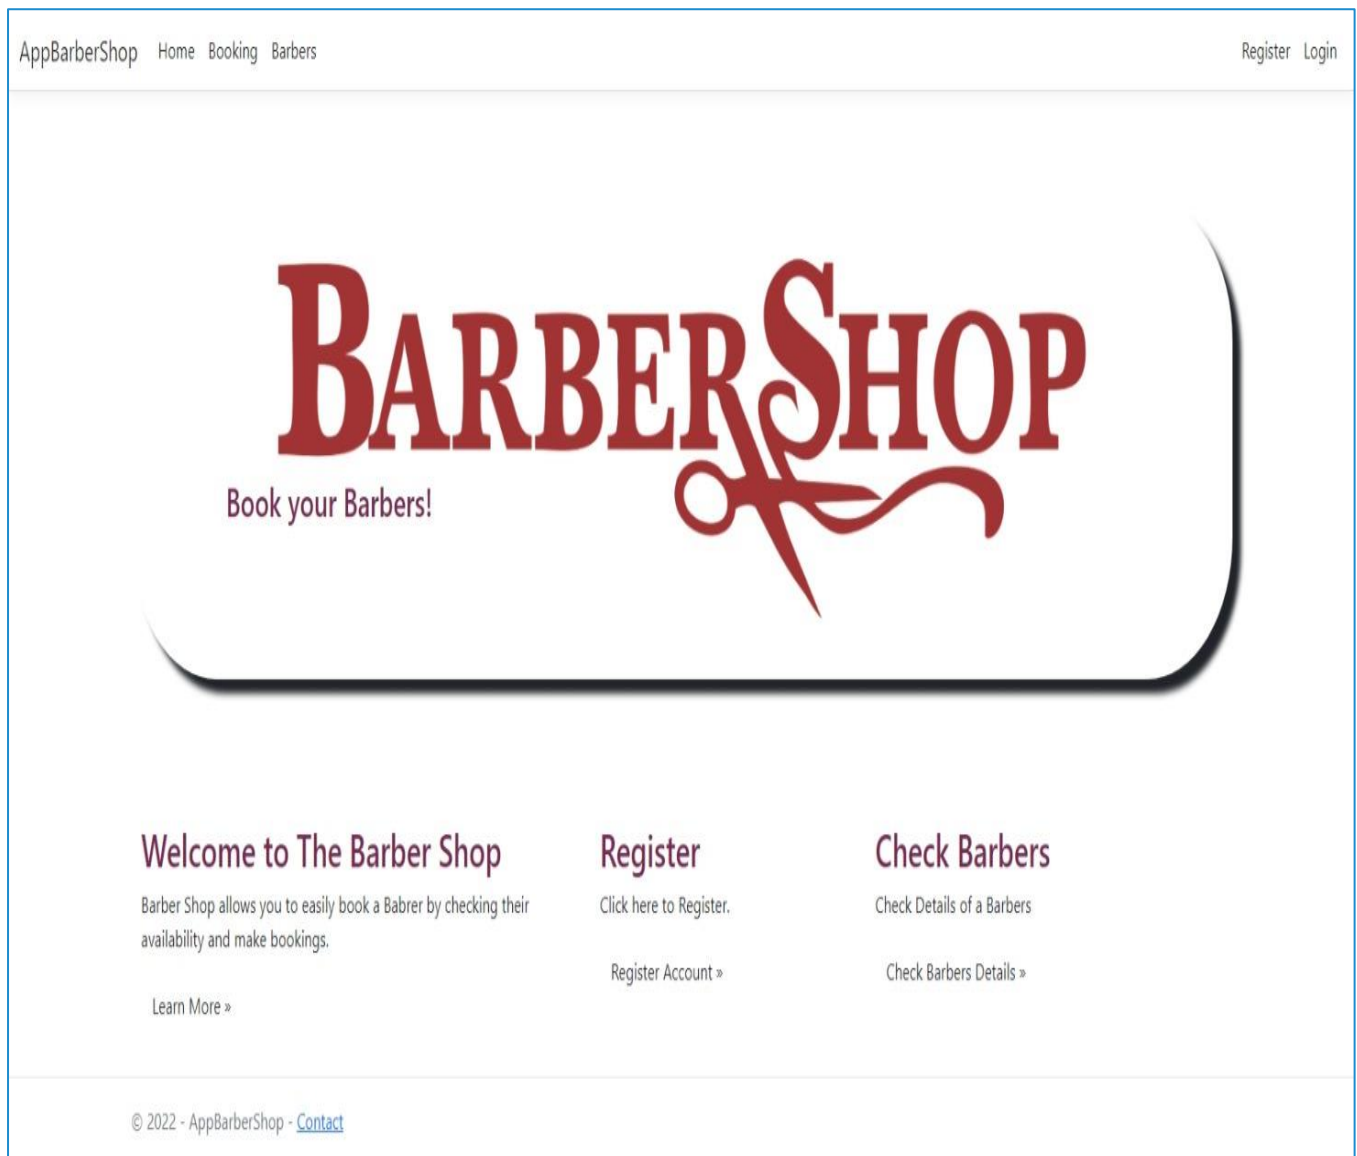 AppBarberShop Home Booking Barbers Register Login
BARBERSHOP
Book your Barbers!
Welcome to The Barber Shop
Barber Shop allows you to easily book a Babrer by checking their
availability and make bookings.
Learn More »
Register
Click here to Register.
Register Account »
Check Barbers
Check Details of a Barbers
Check Barbers Details »
© 2022 - AppBarberShop - Contact